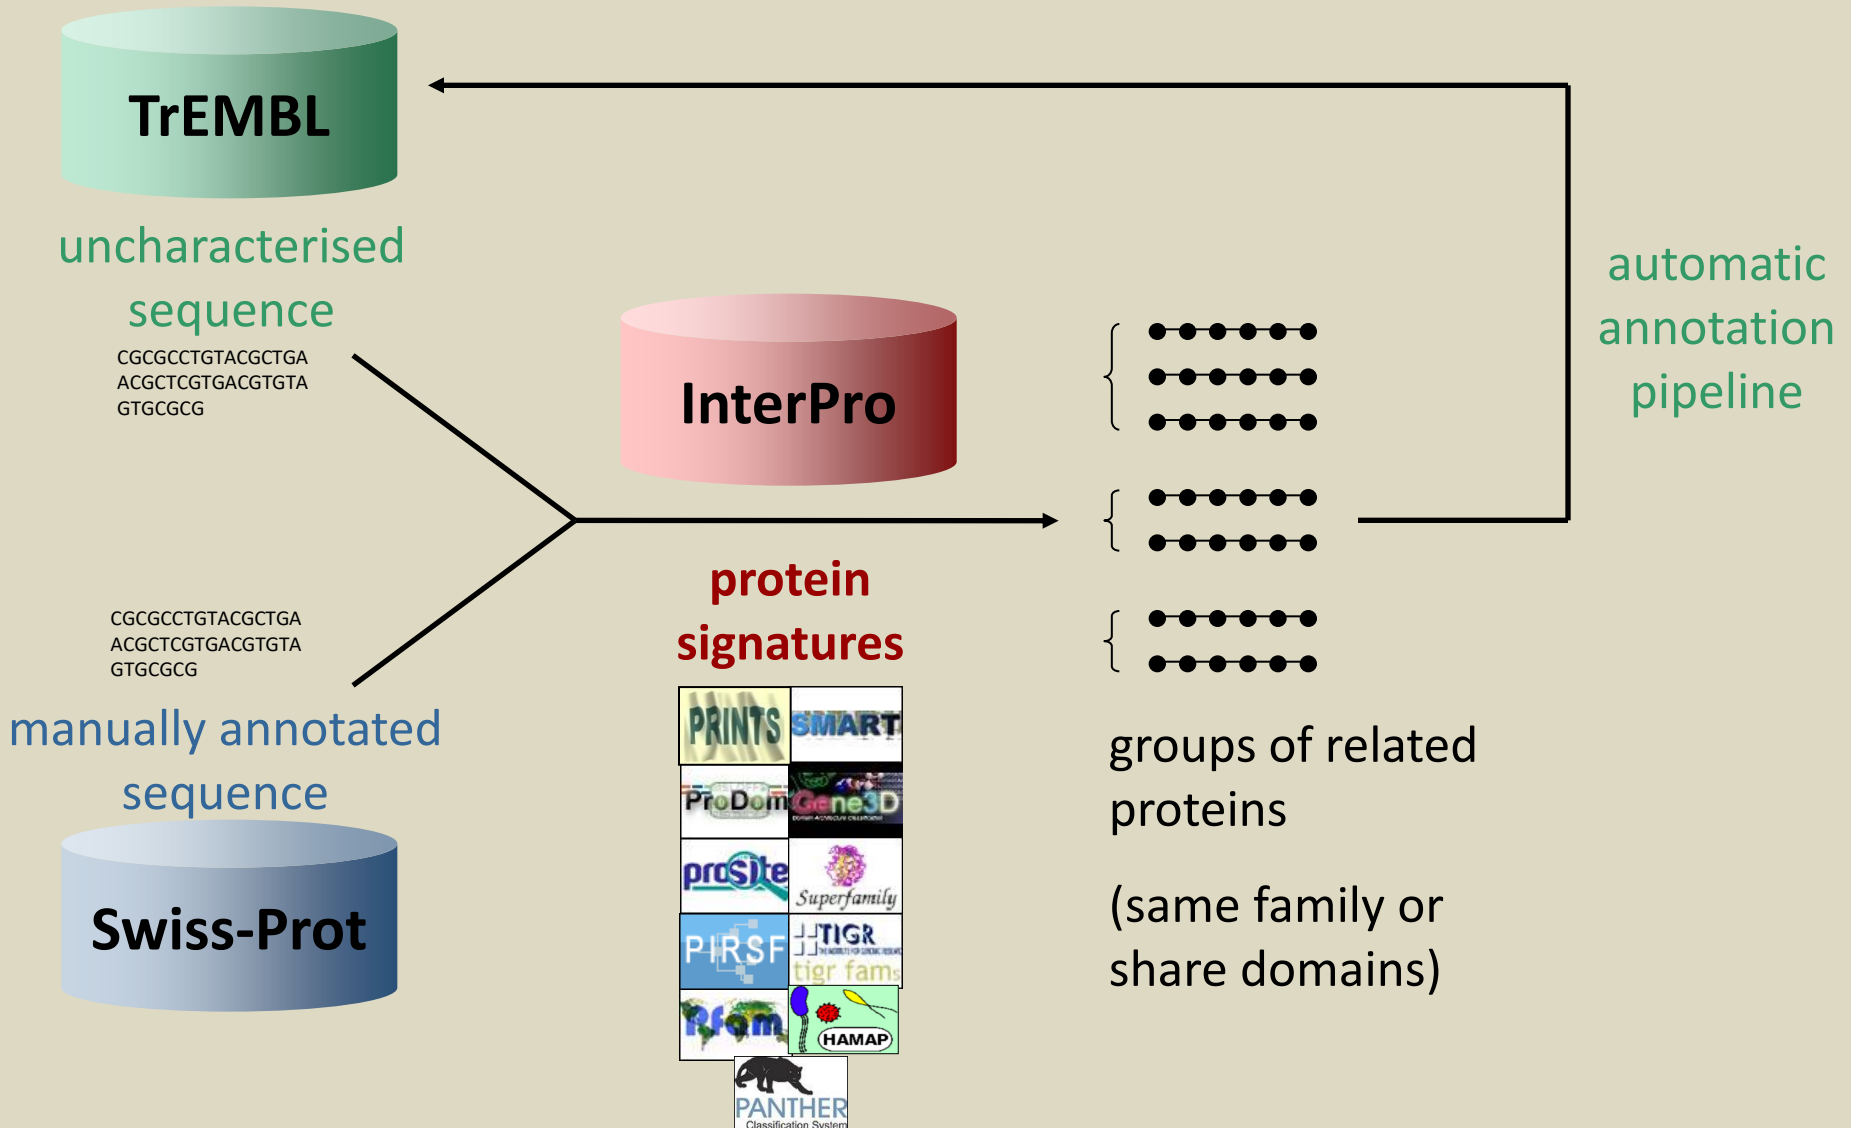 TrEMBL
uncharacterised
sequence
CGCGCCTGTACGCTGA
ACGCTCGTGACGTGTA
GTGCGCG
CGCGCCTGTACGCTGA
ACGCTCGTGACGTGTA
GTGCGCG
manually annotated
sequence
Swiss-Prot
InterPro
protein
signatures
PRINTS
SMART
ProDom
Gene3D
prosite
Superfamily
PIRSF
TIGR
tigr fams
Pfam
HAMAP
PANTHER
Classification System
groups of related
proteins
(same family or
share domains)
automatic
annotation
pipeline